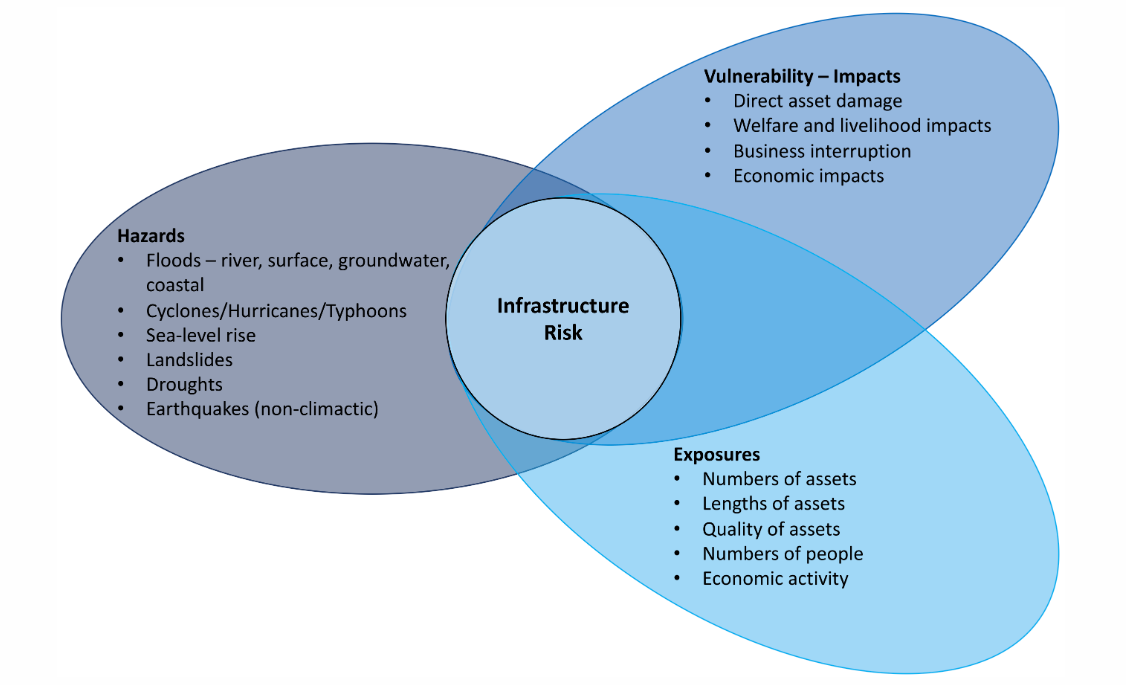 Vulnerability – Impacts
• Direct asset damage
• Welfare and livelihood impacts
• Business interruption
• Economic impacts
Hazards
• Floods – river, surface, groundwater,
coastal
• Cyclones/Hurricanes/Typhoons
• Sea-level rise
• Landslides
• Droughts
• Earthquakes (non-climactic)
Infrastructure
Risk
Exposures
• Numbers of assets
• Lengths of assets
• Quality of assets
• Numbers of people
• Economic activity